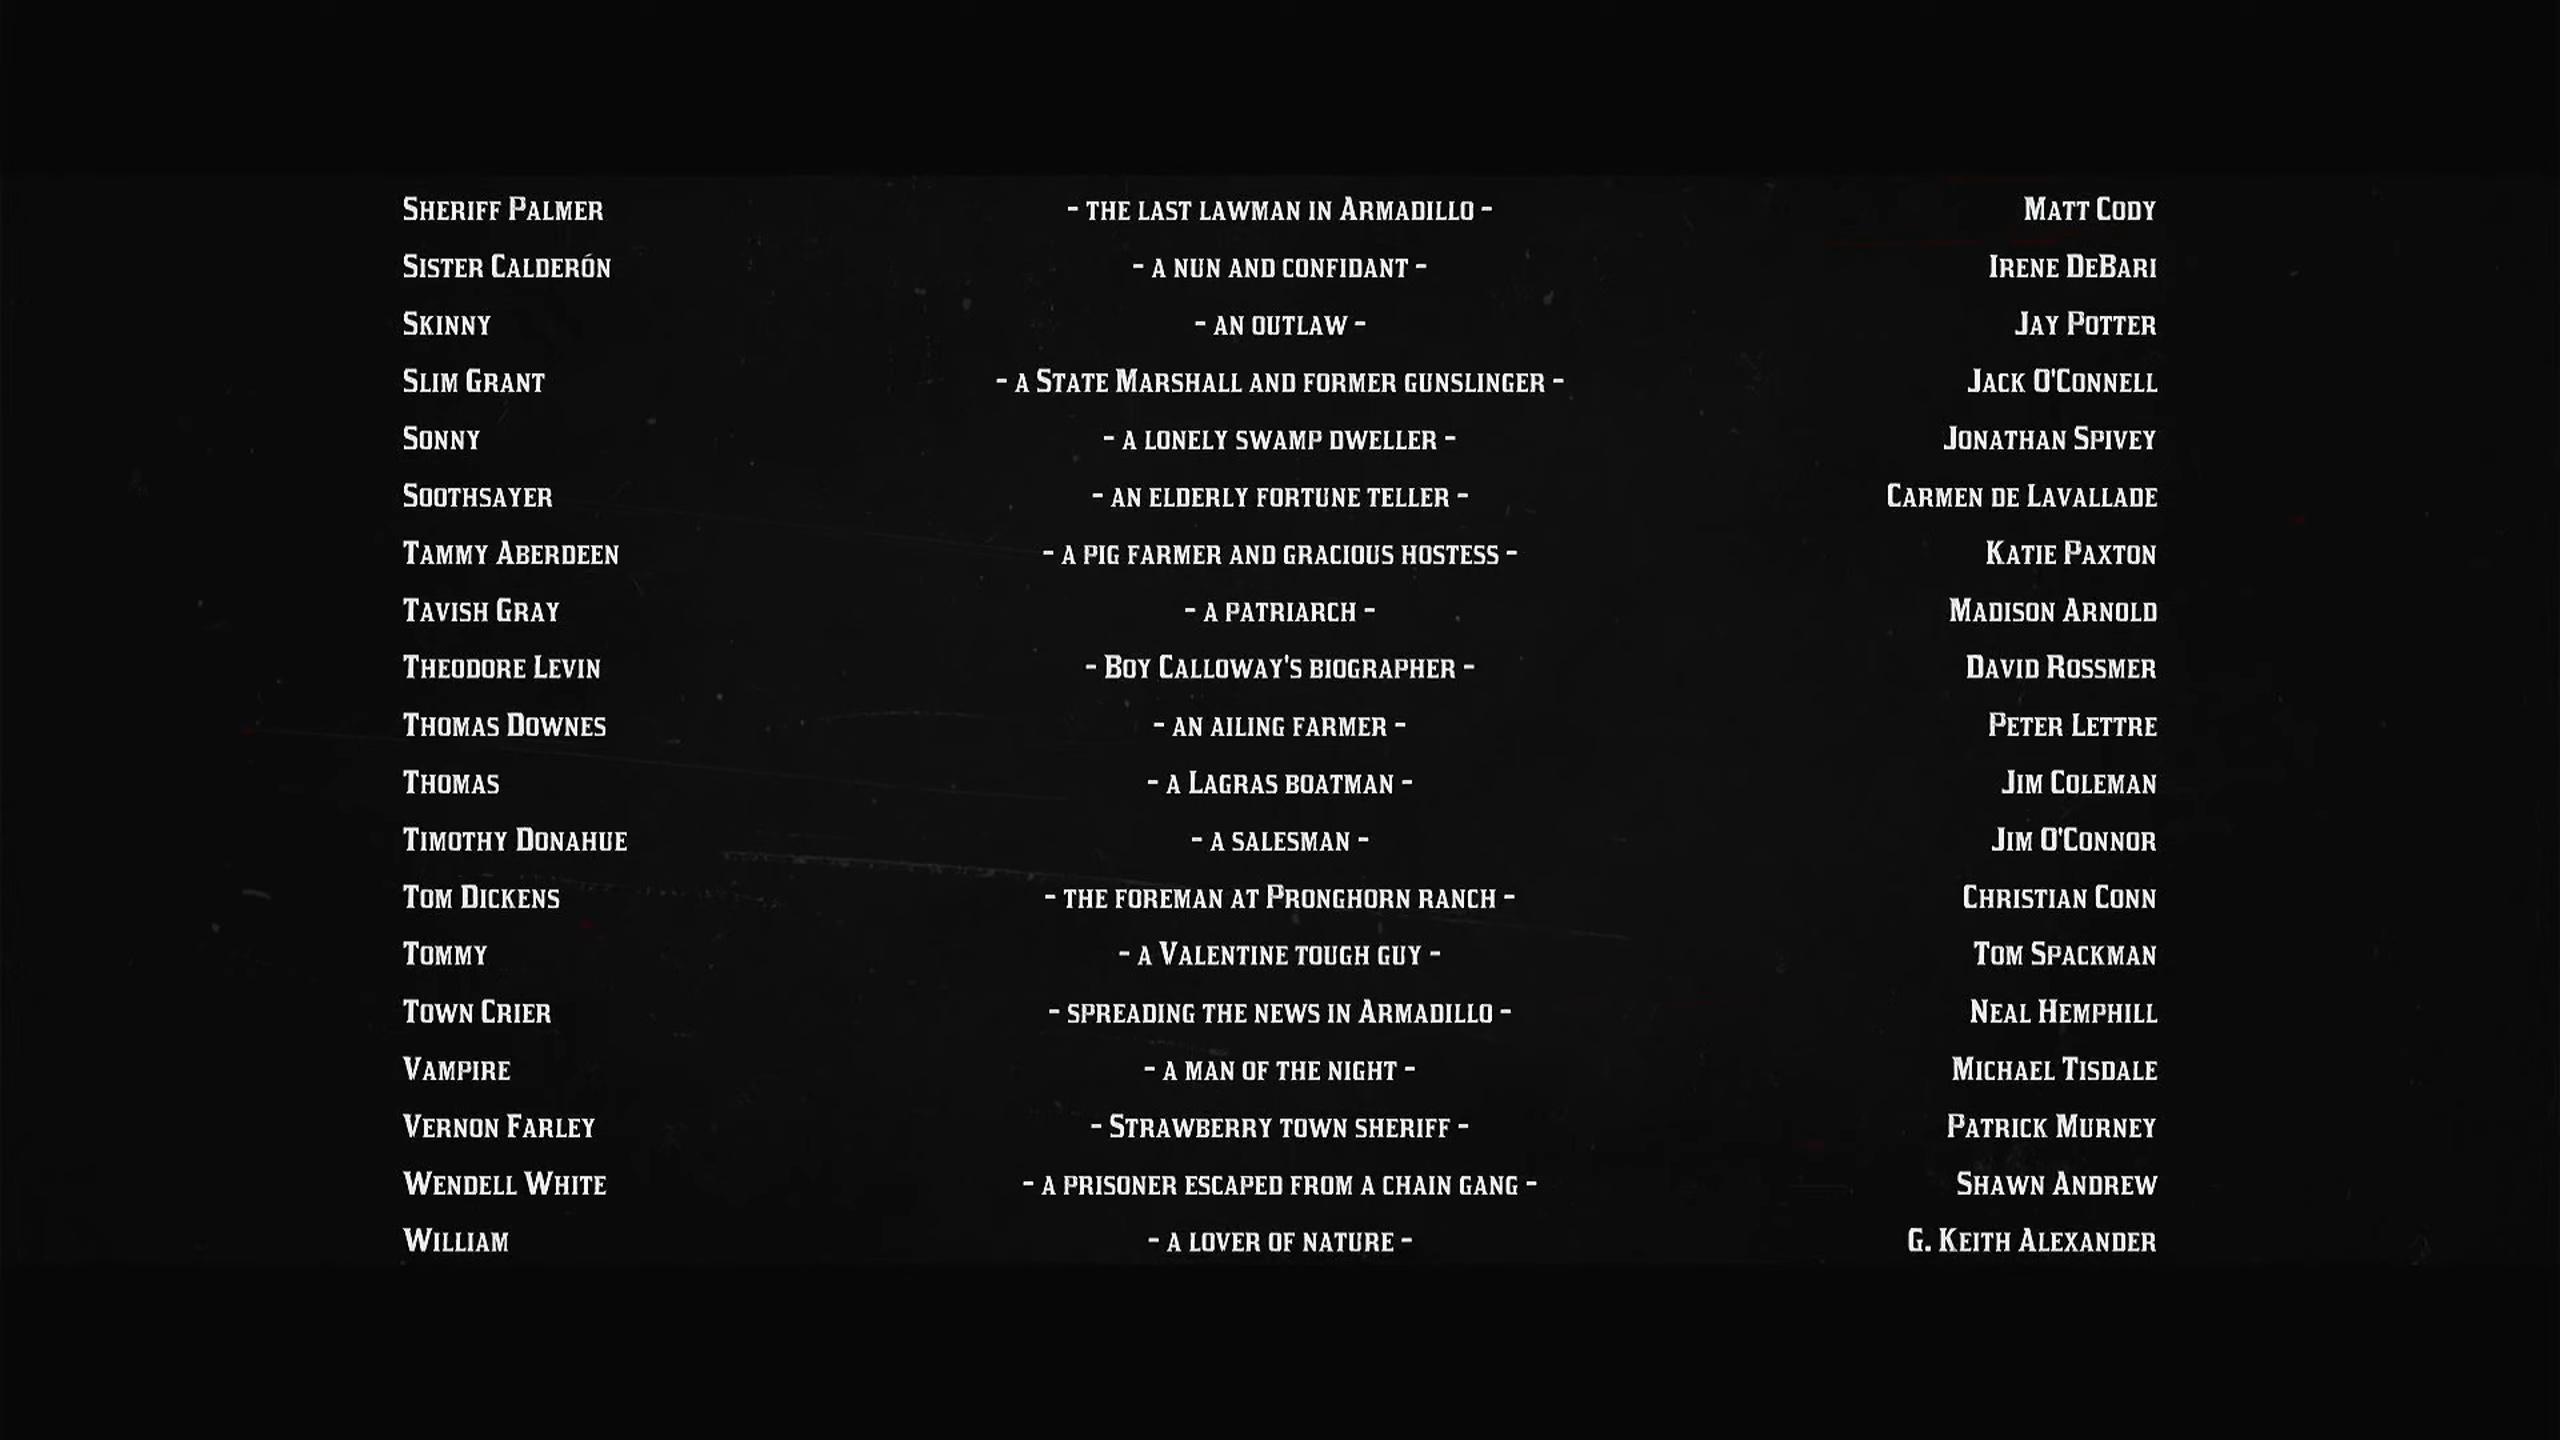 Sheriff Palmer - the last lawman in Armadillo - Matt Cody
Sister Calderón - a nun and confidant - Irene DeBari
Skinny - an outlaw - Jay Potter
Slim Grant - a State Marshall and former gunslinger - Jack O'Connell
Sonny - a lonely swamp dweller - Jonathan Spivey
Soothsayer - an elderly fortune teller - Carmen de Lavallade
Tammy Aberdeen - a pig farmer and gracious hostess - Katie Paxton
Tavish Gray - a patriarch - Madison Arnold
Theodore Levin - Boy Calloway's biographer - David Rossmer
Thomas Downes - an ailing farmer - Peter Lettre
Thomas - a Lagras boatman - Jim Coleman
Timothy Donahue - a salesman - Jim O'Connor
Tom Dickens - the foreman at Pronghorn ranch - Christian Conn
Tommy - a Valentine tough guy - Tom Spackman
Town Crier - spreading the news in Armadillo - Neal Hemphill
Vampire - a man of the night - Michael Tisdale
Vernon Farley - Strawberry town sheriff - Patrick Murney
Wendell White - a prisoner escaped from a chain gang - Shawn Andrew
William - a lover of nature - G. Keith Alexander